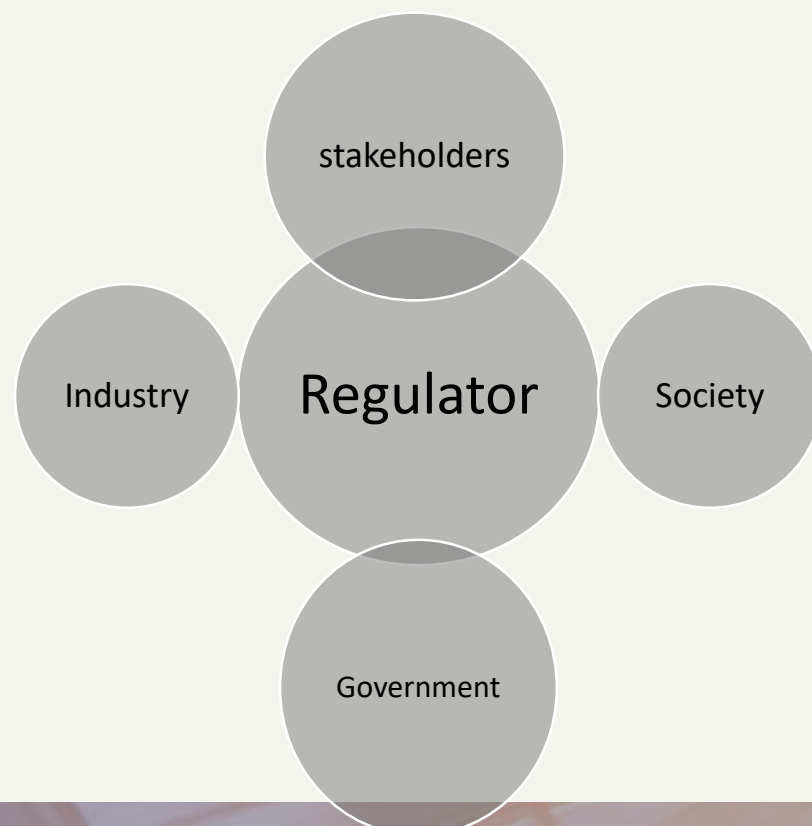 stakeholders
Industry
Regulator
Society
Government